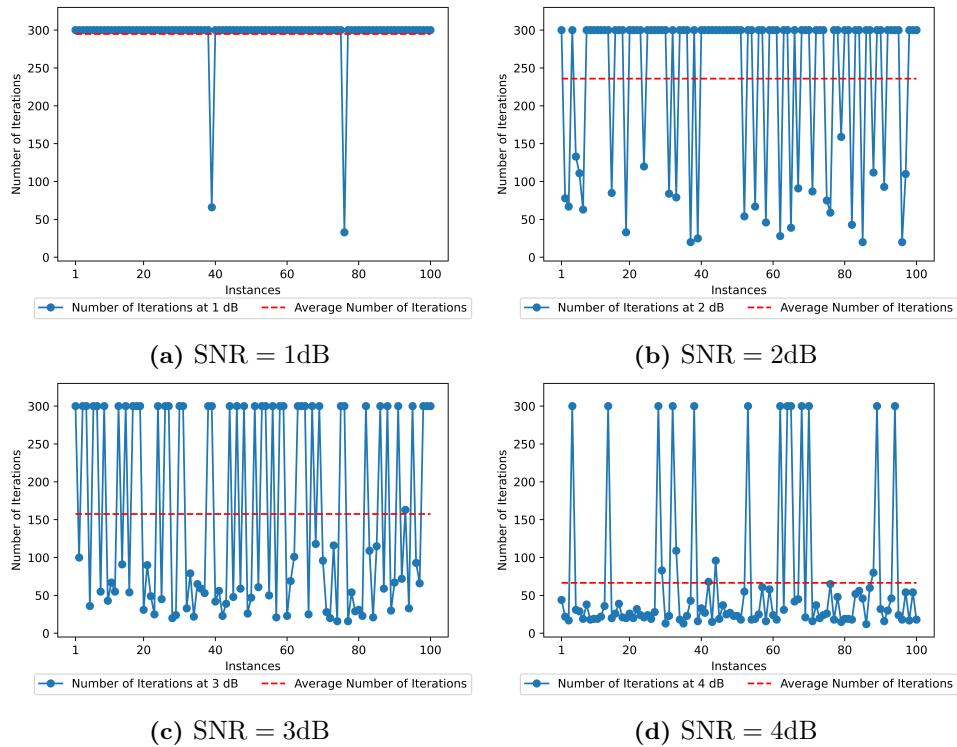 300
250
200
150
100
50
0
Number of Iterations
1 20 40 60 80 100
Instances
Number of Iterations at 1 dB Average Number of Iterations
(a) SNR = 1dB
300
250
200
150
100
50
0
Number of Iterations
1 20 40 60 80 100
Instances
Number of Iterations at 2 dB Average Number of Iterations
(b) SNR = 2dB
300
250
200
150
100
50
0
Number of Iterations
1 20 40 60 80 100
Instances
Number of Iterations at 3 dB Average Number of Iterations
(c) SNR = 3dB
300
250
200
150
100
50
0
Number of Iterations
1 20 40 60 80 100
Instances
Number of Iterations at 4 dB Average Number of Iterations
(d) SNR = 4dB